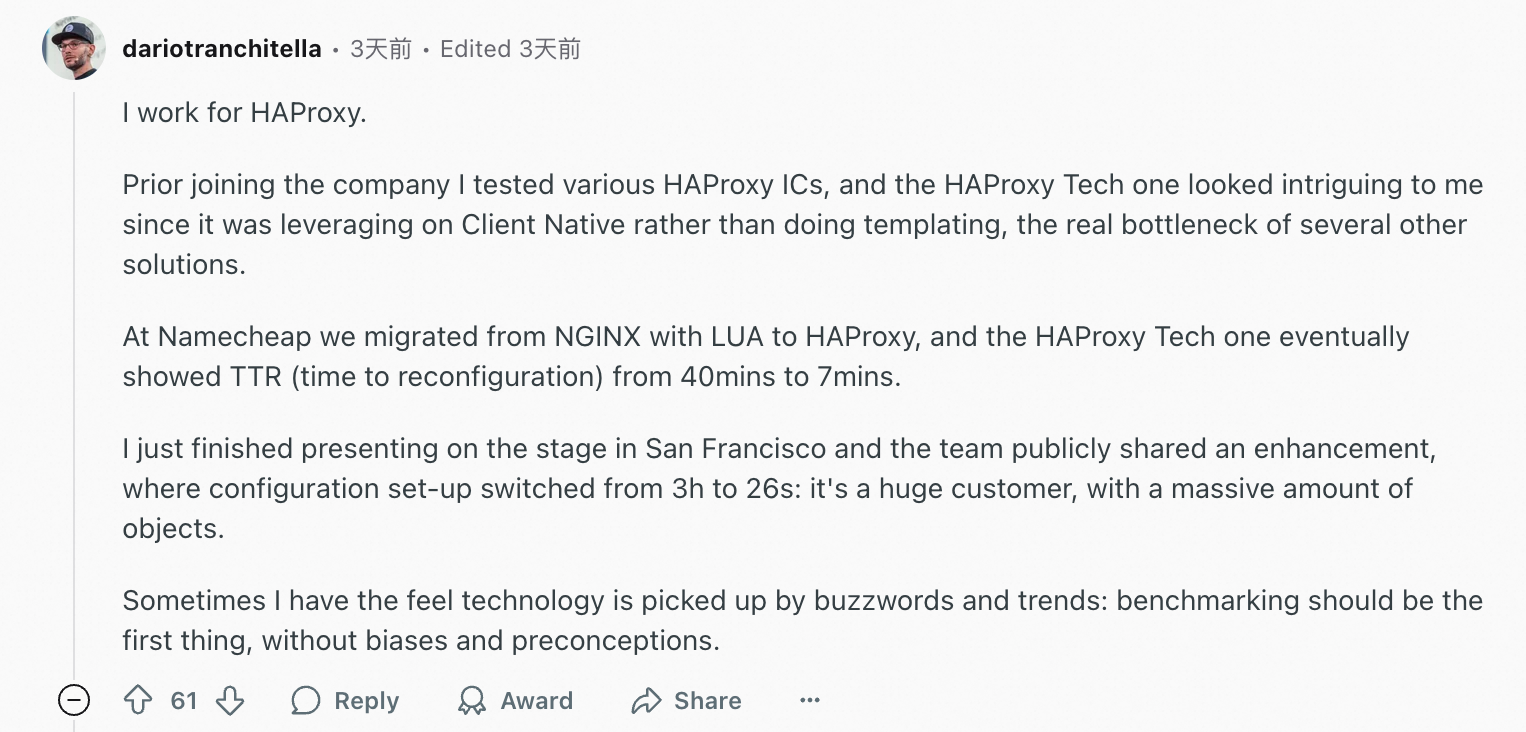 dariotranchitella • 3天前 • Edited 3天前
I work for HAProxy.
Prior joining the company I tested various HAProxy ICs, and the HAProxy Tech one looked intriguing to me
since it was leveraging on Client Native rather than doing templating, the real bottleneck of several other
solutions.
At Namecheap we migrated from NGINX with LUA to HAProxy, and the HAProxy Tech one eventually
showed TTR (time to reconfiguration) from 40mins to 7mins.
I just finished presenting on the stage in San Francisco and the team publicly shared an enhancement,
where configuration set-up switched from 3h to 26s: it's a huge customer, with a massive amount of
objects.
Sometimes I have the feel technology is picked up by buzzwords and trends: benchmarking should be the
first thing, without biases and preconceptions.
61 Reply Award Share ···